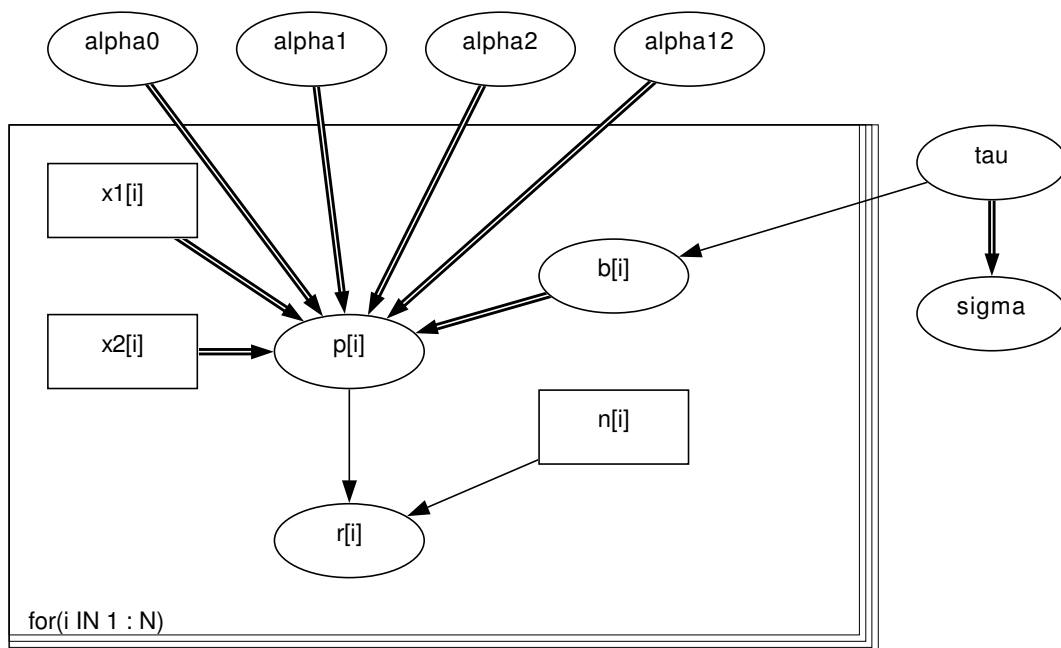 alpha0
alpha1
alpha2
alpha12
tau
x1[i]
b[i]
sigma
x2[i]
p[i]
n[i]
r[i]
for(i IN 1 : N)